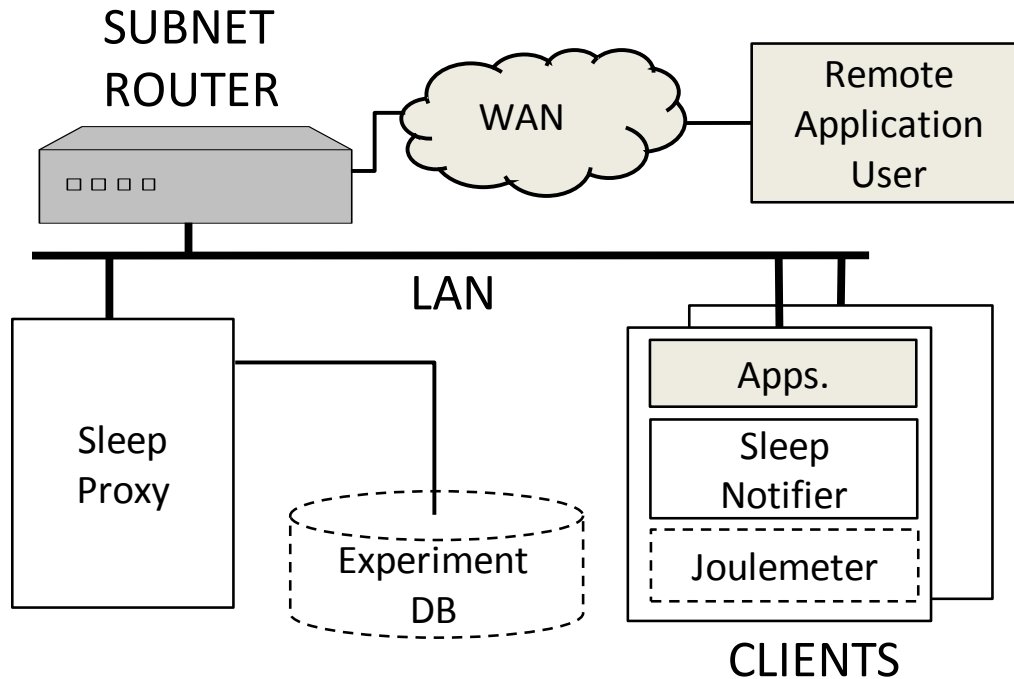 SUBNET
ROUTER
WAN
Remote
Application
User
LAN
Sleep
Proxy
Experiment
DB
Apps.
Sleep
Notifier
Joulemeter
CLIENTS